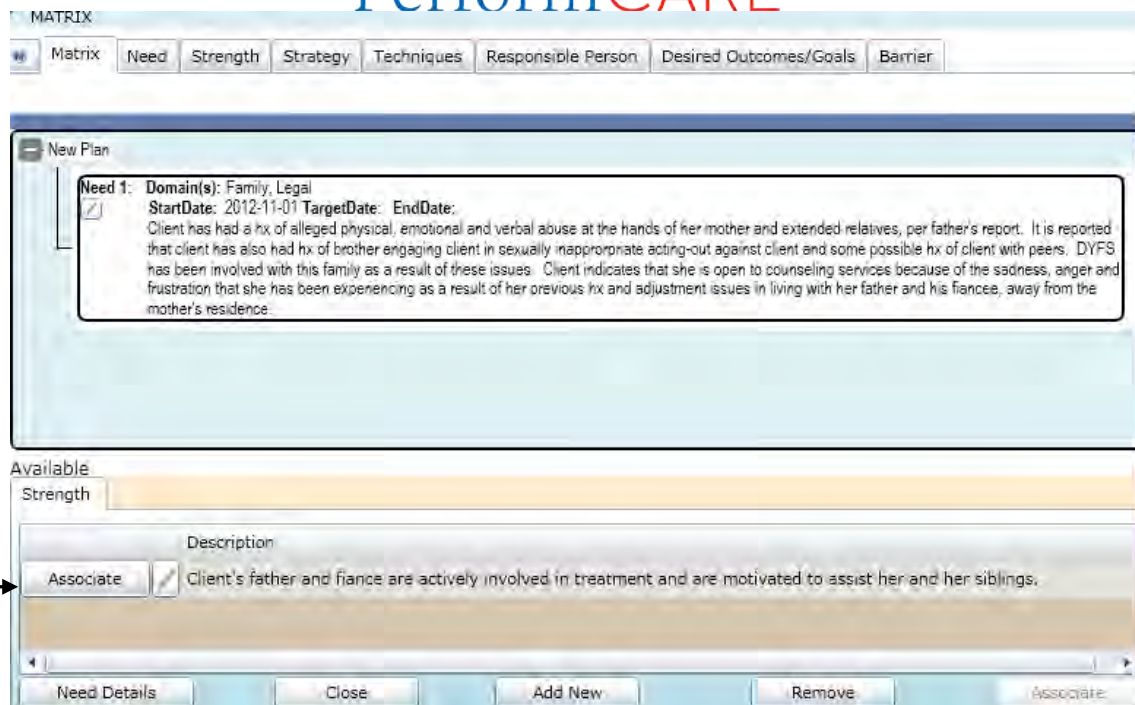 PerformCARE
MATRIX
Matrix Need Strength Strategy Techniques Responsible Person Desired Outcomes/Goals Barrier
New Plan
Need 1: Domain(s): Family, Legal
StartDate: 2012-11-01 TargetDate: EndDate:
Client has had a hx of alleged physical, emotional and verbal abuse at the hands of her mother and extended relatives, per father's report. It is reported
that client has also had hx of brother engaging client in sexually inappropriate acting-out against client and some possible hx of client with peers. DYFS
has been involved with this family as a result of these issues. Client indicates that she is open to counseling services because of the sadness, anger and
frustration that she has been experiencing as a result of her previous hx and adjustment issues in living with her father and his fiancee, away from the
mother's residence.
Available
Strength
Description
Associate Client's father and fiance are actively involved in treatment and are motivated to assist her and her siblings.
Need Details Close Add New Remove Associate